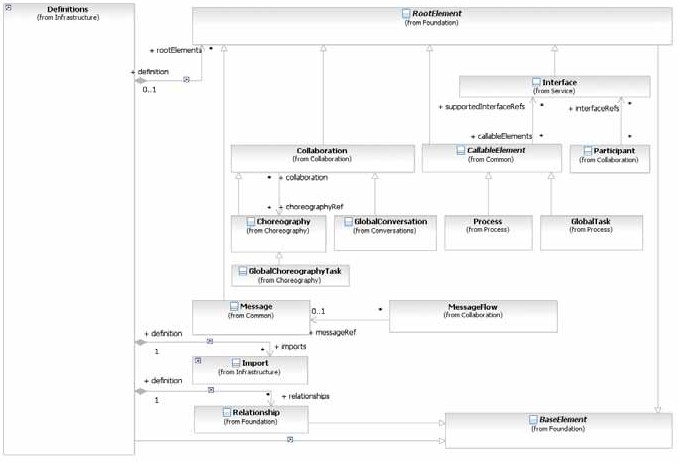 Definitions
(from Infrastructure)
RootElement
(from Foundation)
+ rootElements
*
+ definition
0..1
Interface
(from Service)
+ supportedInterfaceRefs
*
+ interfaceRefs
*
+ callableElements
*
*
Collaboration
(from Collaboration)
CallableElement
(from Common)
Participant
(from Collaboration)
* + collaboration
* + choreographyRef
Choreography
(from Choreography)
GlobalConversation
(from Conversations)
Process
(from Process)
GlobalTask
(from Process)
GlobalChoreographyTask
(from Choreography)
Message
(from Common)
0..1
*
MessageFlow
(from Collaboration)
+ messageRef
+ definition
1
* + imports
Import
(from Infrastructure)
+ definition
1
* + relationships
Relationship
(from Foundation)
BaseElement
(from Foundation)